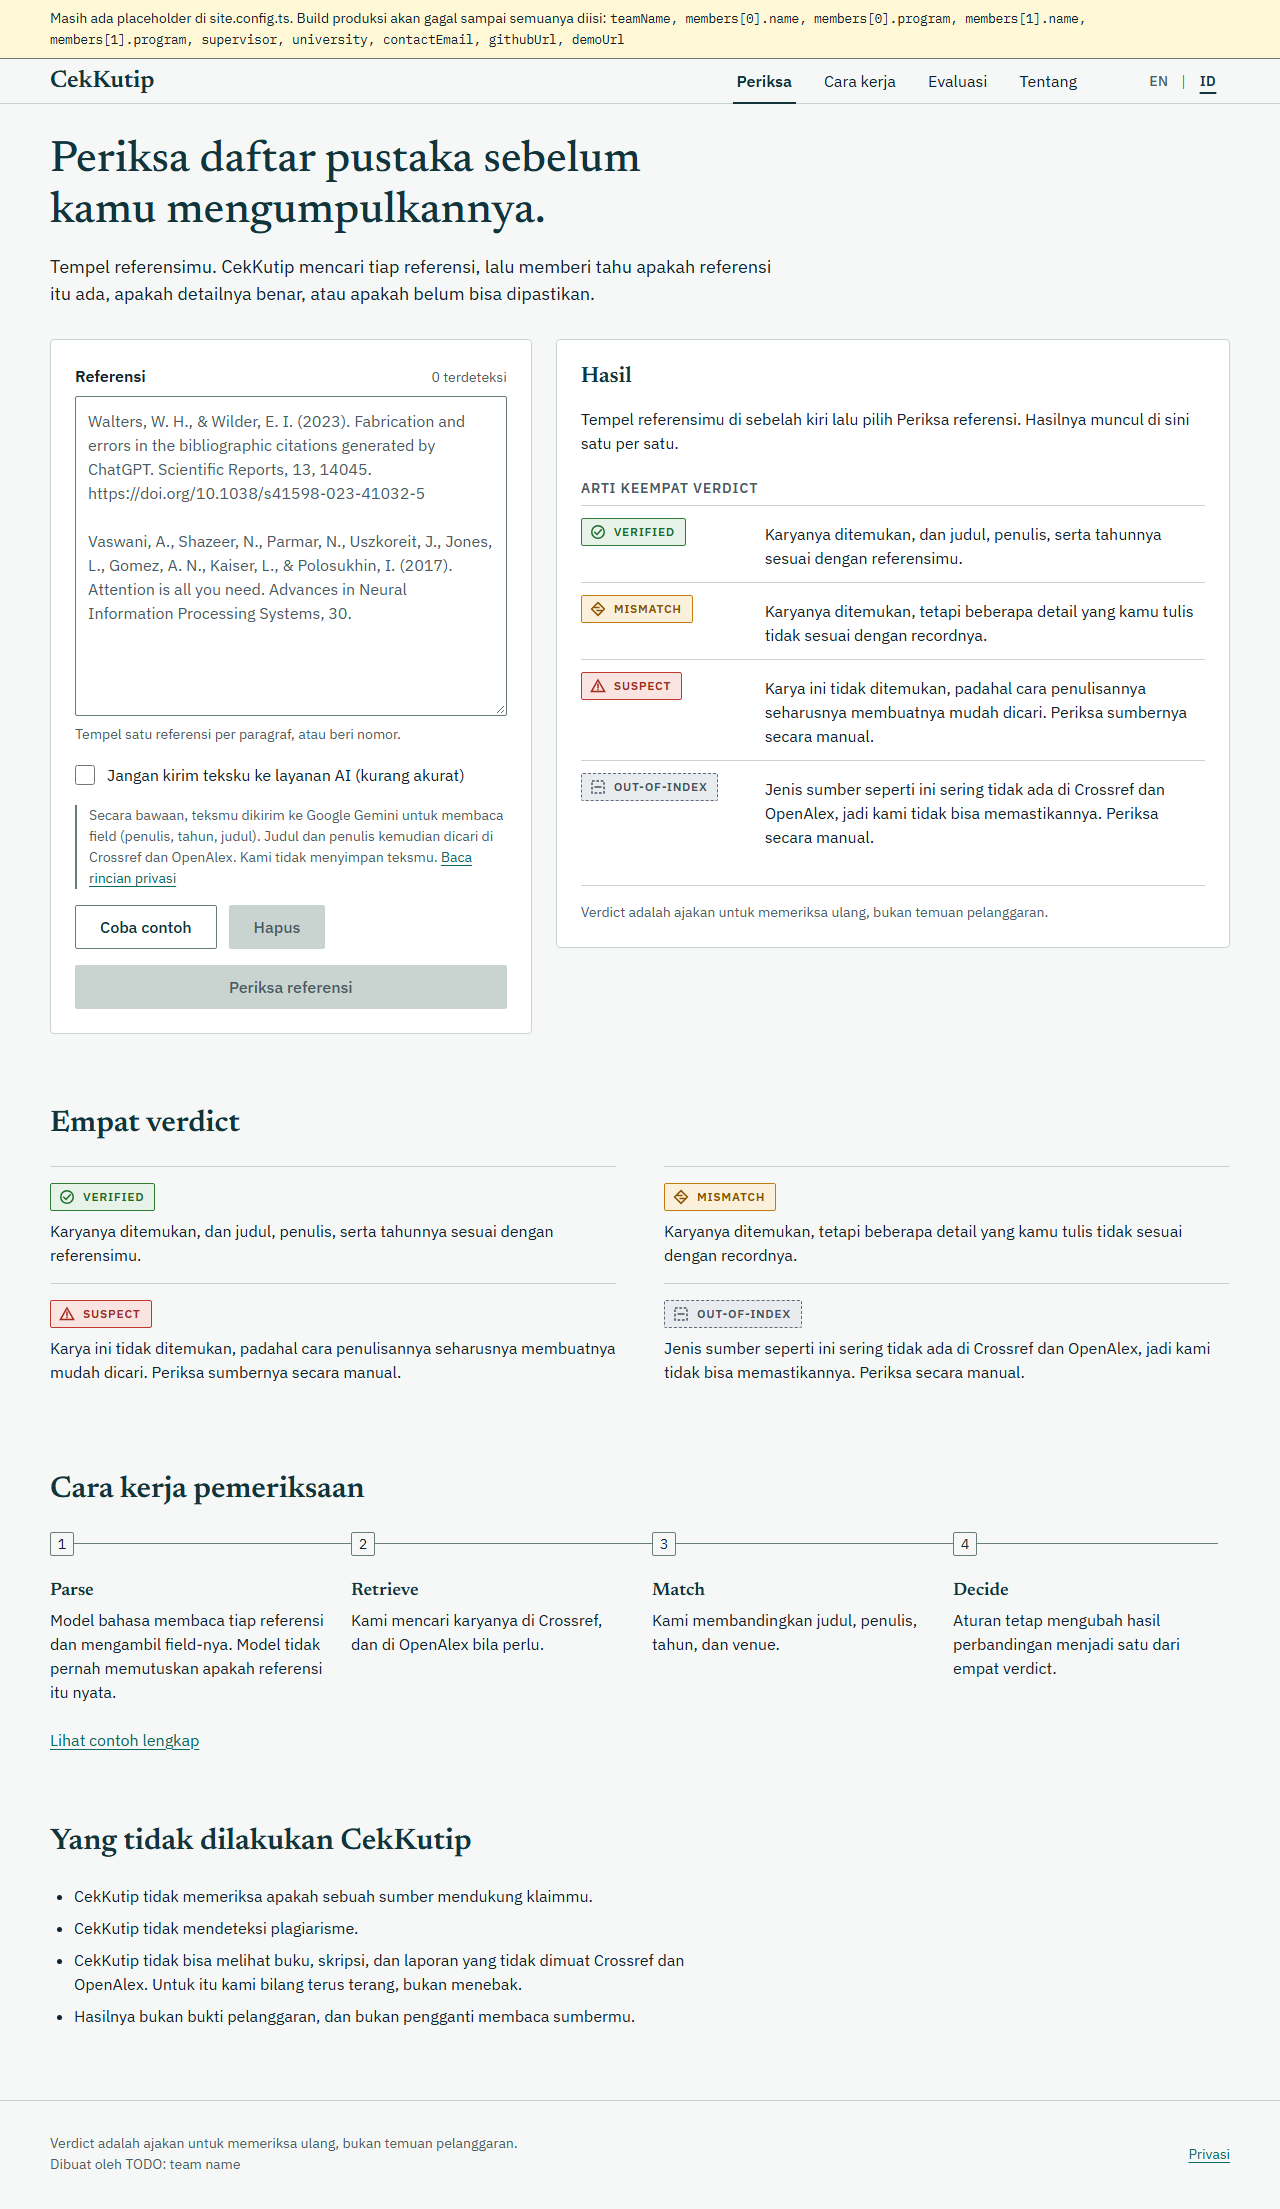 Masih ada placeholder di site.config.ts. Build produksi akan gagal sampai semuanya diisi: teamName, members[0].name, members[0].program, members[1].name,
members[1].program, supervisor, university, contactEmail, githubUrl, demoUrl
CekKutip
Periksa
Cara kerja
Evaluasi
Tentang
EN | ID
Periksa daftar pustaka sebelum
kamu mengumpulkannya.
Tempel referensimu. CekKutip mencari tiap referensi, lalu memberi tahu apakah referensi
itu ada, apakah detailnya benar, atau apakah belum bisa dipastikan.
Referensi
0 terdeteksi
Walters, W. H., & Wilder, E. I. (2023). Fabrication and
errors in the bibliographic citations generated by
ChatGPT. Scientific Reports, 13, 14045.
https://doi.org/10.1038/s41598-023-41032-5
Vaswani, A., Shazeer, N., Parmar, N., Uszkoreit, J., Jones,
L., Gomez, A. N., Kaiser, L., & Polosukhin, I. (2017).
Attention is all you need. Advances in Neural
Information Processing Systems, 30.
Tempel satu referensi per paragraf, atau beri nomor.
Jangan kirim teksku ke layanan AI (kurang akurat)
Secara bawaan, teksmu dikirim ke Google Gemini untuk membaca
field (penulis, tahun, judul). Judul dan penulis kemudian dicari di
Crossref dan OpenAlex. Kami tidak menyimpan teksmu. Baca
rincian privasi
Coba contoh
Hapus
Periksa referensi
Hasil
Tempel referensimu di sebelah kiri lalu pilih Periksa referensi. Hasilnya muncul di sini
satu per satu.
ARTI KEEMPAT VERDICT
VERIFIED
Karyanya ditemukan, dan judul, penulis, serta tahunnya
sesuai dengan referensimu.
MISMATCH
Karyanya ditemukan, tetapi beberapa detail yang kamu tulis
tidak sesuai dengan recordnya.
SUSPECT
Karya ini tidak ditemukan, padahal cara penulisannya
seharusnya membuatnya mudah dicari. Periksa sumbernya
secara manual.
OUT-OF-INDEX
Jenis sumber seperti ini sering tidak ada di Crossref dan
OpenAlex, jadi kami tidak bisa memastikannya. Periksa
secara manual.
Verdict adalah ajakan untuk memeriksa ulang, bukan temuan pelanggaran.
Empat verdict
VERIFIED
Karyanya ditemukan, dan judul, penulis, serta tahunnya sesuai dengan
referensimu.
MISMATCH
Karyanya ditemukan, tetapi beberapa detail yang kamu tulis tidak sesuai
dengan recordnya.
SUSPECT
Karya ini tidak ditemukan, padahal cara penulisannya seharusnya membuatnya
mudah dicari. Periksa sumbernya secara manual.
OUT-OF-INDEX
Jenis sumber seperti ini sering tidak ada di Crossref dan OpenAlex, jadi kami
tidak bisa memastikannya. Periksa secara manual.
Cara kerja pemeriksaan
1
Parse
Model bahasa membaca tiap referensi
dan mengambil field-nya. Model tidak
pernah memutuskan apakah referensi
itu nyata.
2
Retrieve
Kami mencari karyanya di Crossref,
dan di OpenAlex bila perlu.
3
Match
Kami membandingkan judul, penulis,
tahun, dan venue.
4
Decide
Aturan tetap mengubah hasil
perbandingan menjadi satu dari
empat verdict.
Lihat contoh lengkap
Yang tidak dilakukan CekKutip
• CekKutip tidak memeriksa apakah sebuah sumber mendukung klaimmu.
• CekKutip tidak mendeteksi plagiarisme.
• CekKutip tidak bisa melihat buku, skripsi, dan laporan yang tidak dimuat Crossref dan
OpenAlex. Untuk itu kami bilang terus terang, bukan menebak.
• Hasilnya bukan bukti pelanggaran, dan bukan pengganti membaca sumbermu.
Verdict adalah ajakan untuk memeriksa ulang, bukan temuan pelanggaran.
Dibuat oleh TODO: team name
Privasi